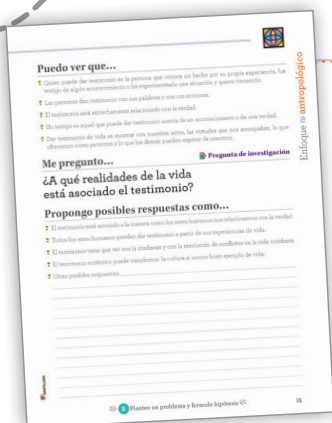 Puedo ver que...
Quien puede dar testimonio es la persona que conoce un hecho por su propia experiencia, fue
testigo de algún acontecimiento o ha experimentado una situación y quiere transmitir.
Las personas dan testimonio con sus palabras y con sus acciones.
El testimonio está estrechamente relacionado con la verdad.
Un testigo es aquel que puede dar testimonio acerca de un acontecimiento o de una verdad.
Dar testimonio de vida es mostrar con nuestros actos, las virtudes que nos acompañan, lo que
ofrecemos como personas y lo que los demás pueden esperar de nosotros.
Me pregunto...
Pregunta de investigación
¿A qué realidades de la vida
está asociado el testimonio?
Propongo posibles respuestas como...
El testimonio está asociado a la manera como los seres humanos nos relacionamos con la verdad.
Todos los seres humanos pueden dar testimonio a partir de sus experiencias de vida.
El testimonio tiene que ver con la confianza y con la resolución de conflictos en la vida cotidiana.
El testimonio auténtico puede transformar la cultura si somos buen ejemplo de vida.
Otras posibles respuestas
Enfoque antropológico
2 Planteo un problema y formulo hipótesis
15